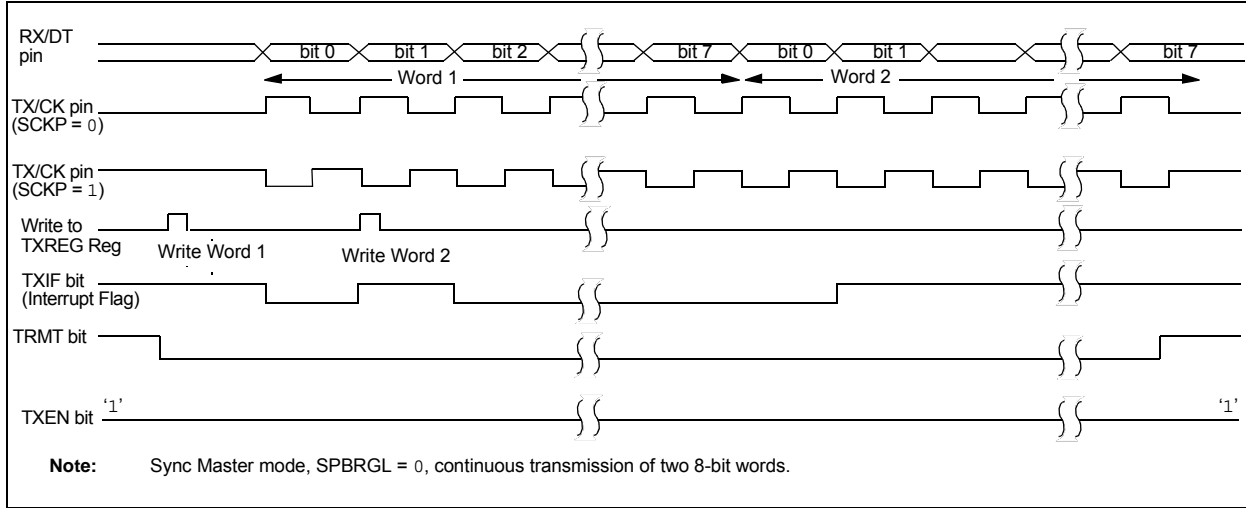 RX/DT
pin
bit 0 bit 1 bit 2 bit 7 bit 0 bit 1 bit 7
Word 1 Word 2
TX/CK pin
(SCKP = 0)
TX/CK pin
(SCKP = 1)
Write to
TXREG Reg
Write Word 1 Write Word 2
TXIF bit
(Interrupt Flag)
TRMT bit
‘1’ ‘1’
TXEN bit
Note: Sync Master mode, SPBRGL = 0, continuous transmission of two 8-bit words.